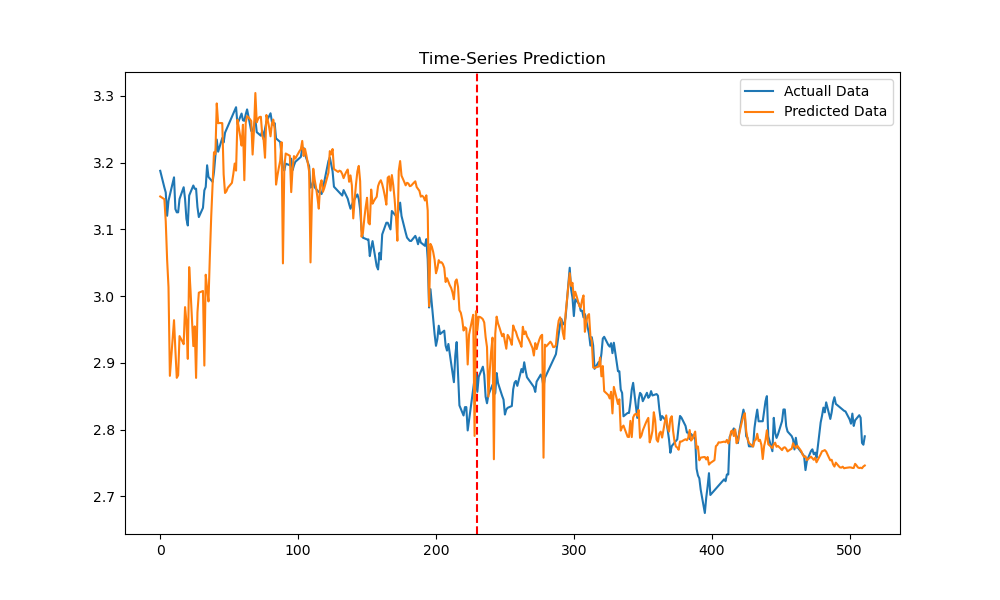 Time-Series Prediction
Actuall Data
Predicted Data
3.3
3.2
3.1
3.0
2.9
2.8
2.7
0 100 200 300 400 500